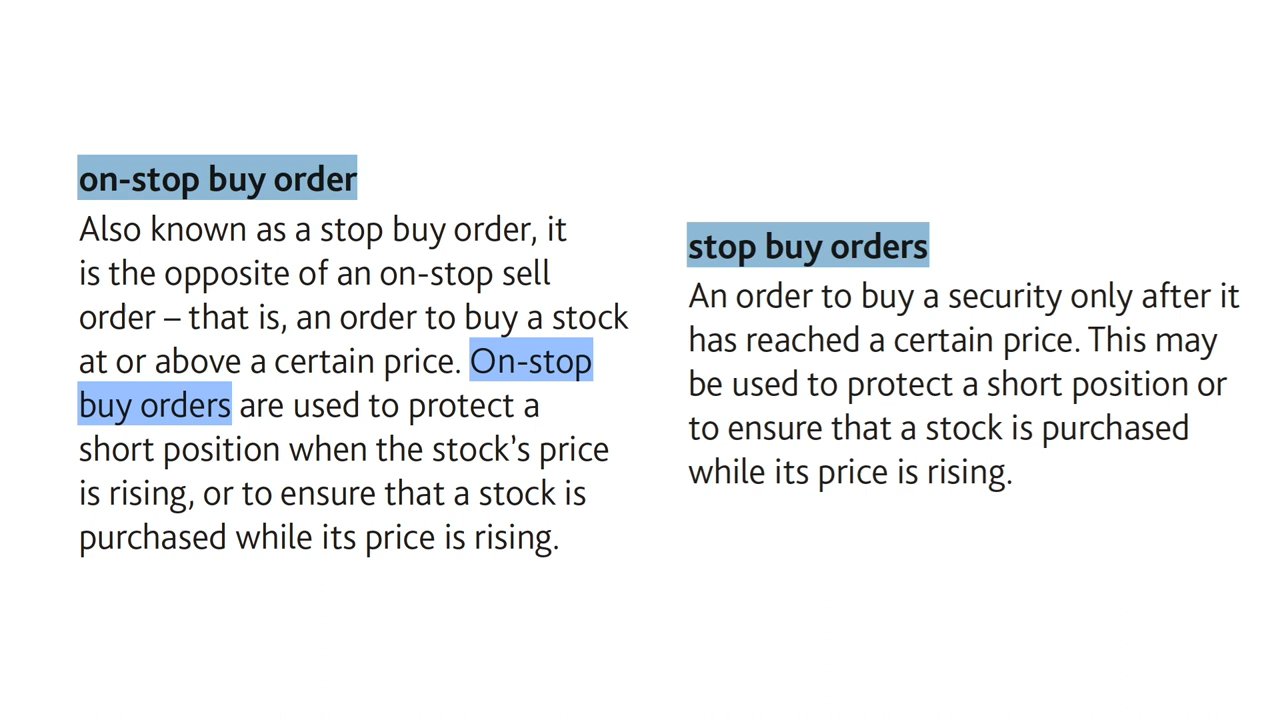 on-stop buy order
Also known as a stop buy order, it
is the opposite of an on-stop sell
order – that is, an order to buy a stock
at or above a certain price. On-stop
buy orders are used to protect a
short position when the stock’s price
is rising, or to ensure that a stock is
purchased while its price is rising.
stop buy orders
An order to buy a security only after it
has reached a certain price. This may
be used to protect a short position or
to ensure that a stock is purchased
while its price is rising.